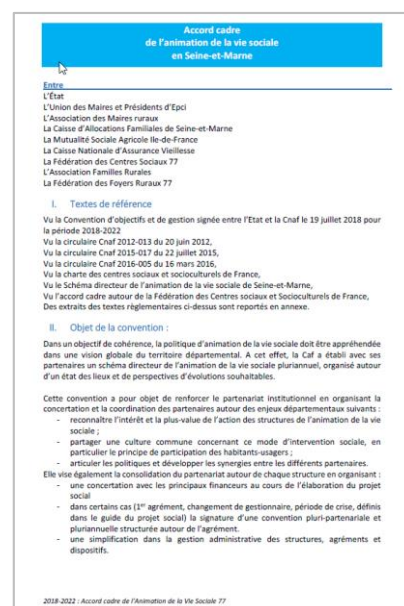 Accord cadre
de l'animation de la vie sociale
en Seine-et-Marne
Entre
L'État
L'Union des Maires et Présidents d'Epci
L'Association des Maires ruraux
La Caisse d'Allocations Familiales de Seine-et-Marne
La Mutualité Sociale Agricole Ile-de-France
La Caisse Nationale d'Assurance Vieillesse
La Fédération des Centres Sociaux 77
L'Association Familles Rurales
La Fédération des Foyers Ruraux 77
I. Textes de référence
Vu la Convention d'objectifs et de gestion signée entre l'Etat et la Cnaf le 19 juillet 2018 pour
la période 2018-2022
Vu la circulaire Cnaf 2012-013 du 20 juin 2012,
Vu la circulaire Cnaf 2015-017 du 22 juillet 2015,
Vu la circulaire Cnaf 2016-005 du 16 mars 2016,
Vu la charte des centres sociaux et socioculturels de France,
Vu le Schéma directeur de l'animation de la vie sociale de Seine-et-Marne,
Vu l'accord cadre autour de la Fédération des Centres sociaux et Socioculturels de France,
Des extraits des textes règlementaires ci-dessus sont reportés en annexe.
II. Objet de la convention :
Dans un objectif de cohérence, la politique d'animation de la vie sociale doit être appréhendée
dans une vision globale du territoire départemental. A cet effet, la Caf a établi avec ses
partenaires un schéma directeur de l'animation de la vie sociale pluriannuel, organisé autour
d'un état des lieux et de perspectives d'évolutions souhaitables.
Cette convention a pour objet de renforcer le partenariat institutionnel en organisant la
concertation et la coordination des partenaires autour des enjeux départementaux suivants :
- reconnaître l'intérêt et la plus-value de l'action des structures de l'animation de la vie
sociale ;
- partager une culture commune concernant ce mode d'intervention sociale, en
particulier le principe de participation des habitants-usagers ;
- articuler les politiques et développer les synergies entre les différents partenaires.
Elle vise également la consolidation du partenariat autour de chaque structure en organisant :
- une concertation avec les principaux financeurs au cours de l'élaboration du projet
social
- dans certains cas (1er agrément, changement de gestionnaire, période de crise, définis
dans le guide du projet social) la signature d'une convention pluri-partenariale et
pluriannuelle structurée autour de l'agrément.
- une simplification dans la gestion administrative des structures, agréments et
dispositifs.
2018-2022 : Accord cadre de l'Animation de la Vie Sociale 77